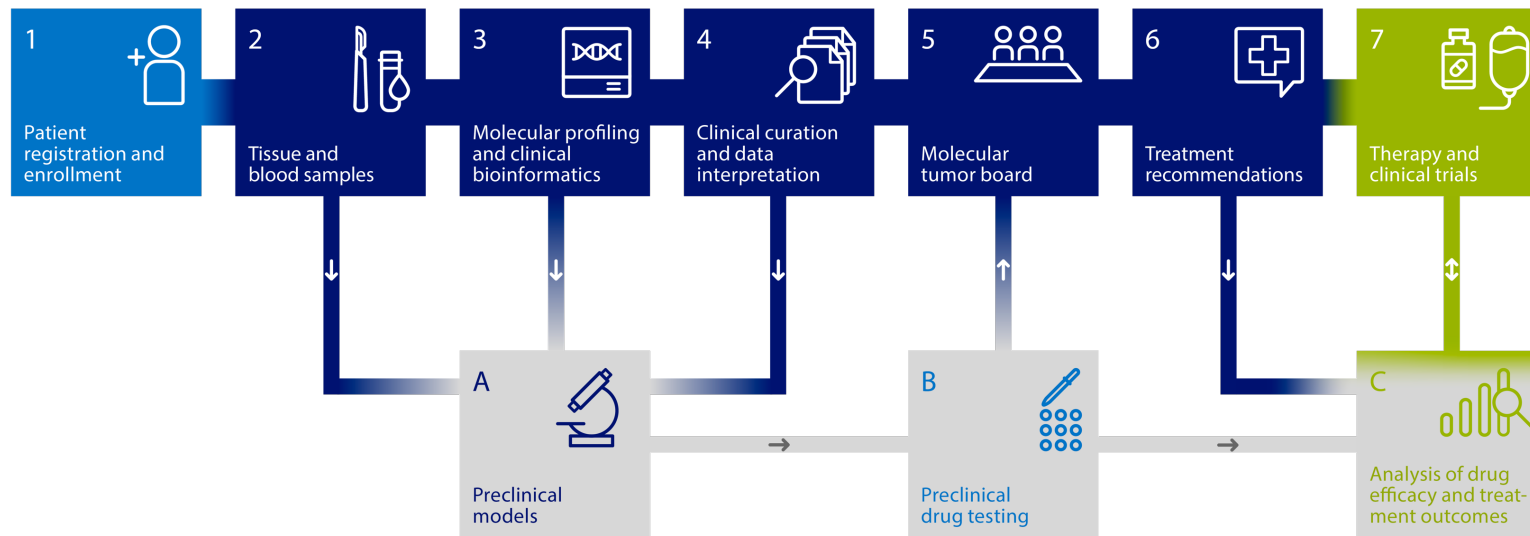 1
Patient
registration and
enrollment
2
Tissue and
blood samples
3
Molecular profiling
and clinical
bioinformatics
4
Clinical curation
and data
interpretation
5
Molecular
tumor board
6
Treatment
recommendations
7
Therapy and
clinical trials
A
Preclinical
models
B
Preclinical
drug testing
C
Analysis of drug
efficacy and treat-
ment outcomes